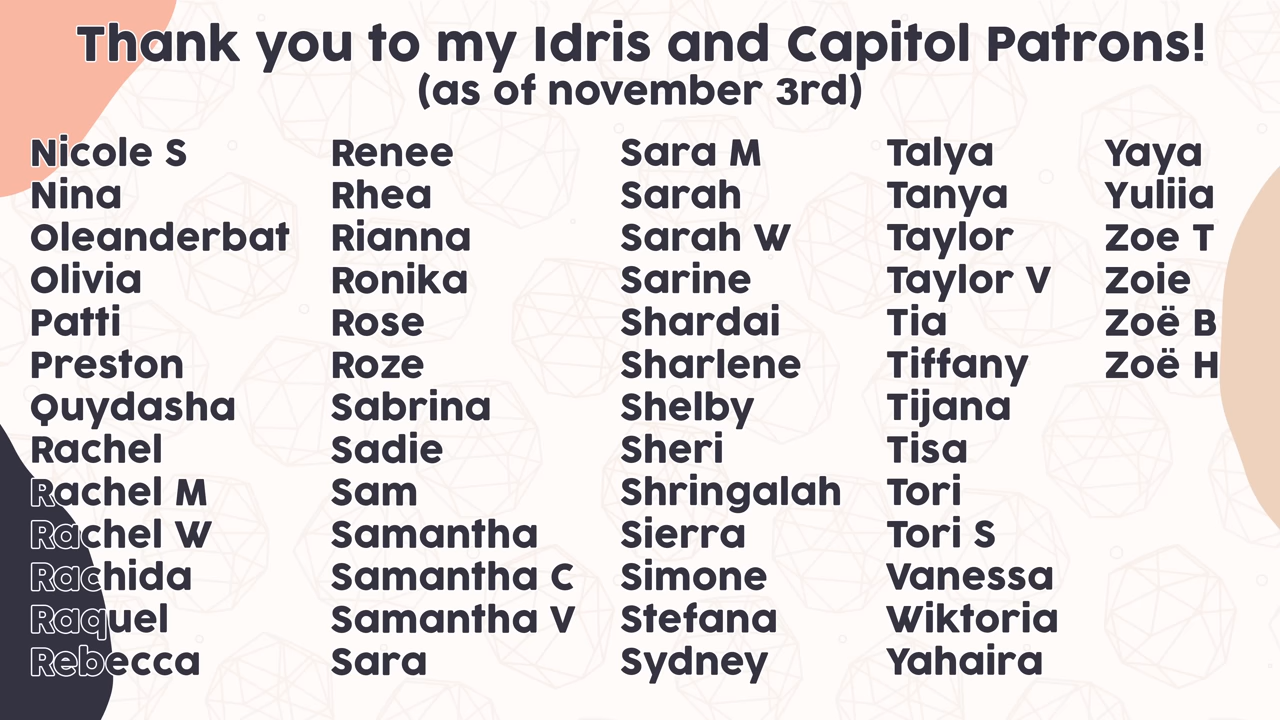 Thank you to my Idris and Capitol Patrons!
(as of november 3rd)
Nicole S
Nina
Oleanderbat
Olivia
Patti
Preston
Quydasha
Rachel
Rachel M
Rachel W
Rachida
Raquel
Rebecca
Renee
Rhea
Rianna
Ronika
Rose
Roze
Sabrina
Sadie
Sam
Samantha
Samantha C
Samantha V
Sara
Sara M
Sarah
Sarah W
Sarine
Shardai
Sharlene
Shelby
Sheri
Shringalah
Sierra
Simone
Stefana
Sydney
Talya
Tanya
Taylor
Taylor V
Tia
Tiffany
Tijana
Tisa
Tori
Tori S
Vanessa
Wiktoria
Yahaira
Yaya
Yuliia
Zoe T
Zoie
Zoë B
Zoë H